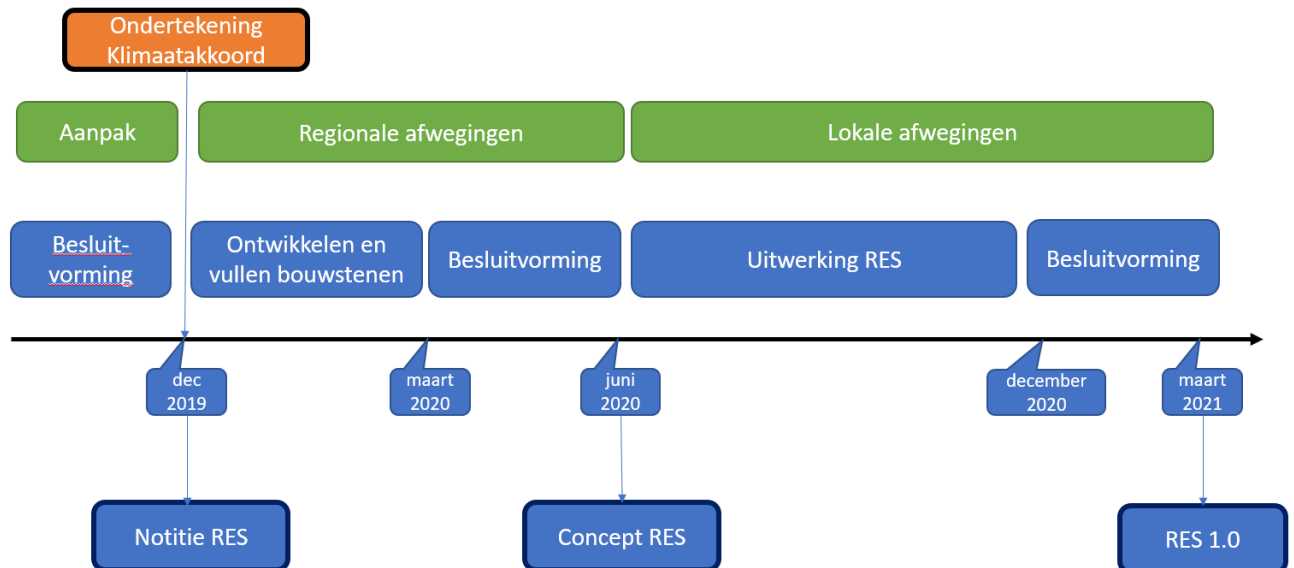 Ondertekening
Klimaatakkoord
Aanpak
Regionale afwegingen
Lokale afwegingen
Besluit-
vorming
Ontwikkelen en
vullen bouwstenen
Besluitvorming
Uitwerking RES
Besluitvorming
dec
2019
maart
2020
juni
2020
december
2020
maart
2021
Notitie RES
Concept RES
RES 1.0